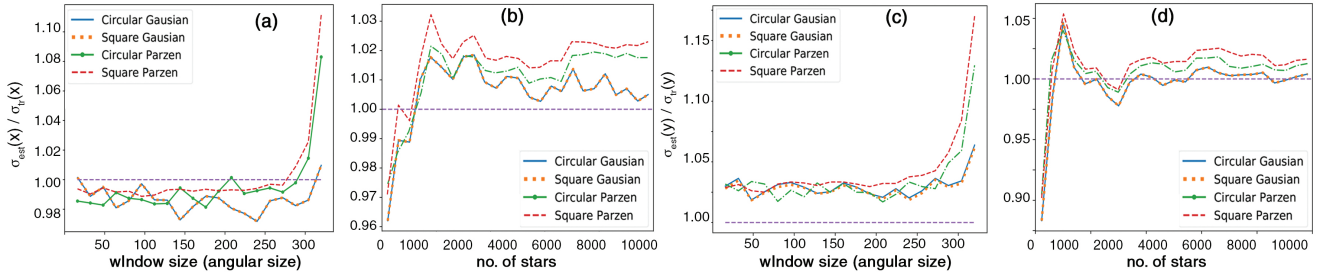 (a)
Circular Gausian
Square Gausian
Circular Parzen
Square Parzen
1.10
1.08
1.06
1.04
1.02
1.00
0.98
σest(x) / σtr(x)
50 100 150 200 250 300
wIndow size (angular size)
(b)
1.03
1.02
1.01
1.00
0.99
0.98
0.97
0.96
Circular Gausian
Square Gausian
Circular Parzen
Square Parzen
0 1000 2000 4000 6000 8000 10000
no. of stars
(c)
Circular Gausian
Square Gausian
Circular Parzen
Square Parzen
1.175
1.15
1.10
1.05
1.00
σest(y) / σtr(y)
50 100 150 200 250 300
wIndow size (angular size)
(d)
1.05
1.00
0.95
0.90
Circular Gausian
Square Gausian
Circular Parzen
Square Parzen
0 1000 2000 4000 6000 8000 10000
no. of stars